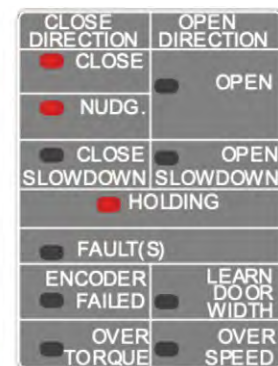 CLOSE
DIRECTION
OPEN
DIRECTION
CLOSE
OPEN
NUDG.
CLOSE
SLOWDOWN
OPEN
SLOWDOWN
HOLDING
FAULT(S)
ENCODER
FAILED
LEARN
DOOR
WIDTH
OVER
TORQUE
OVER
SPEED